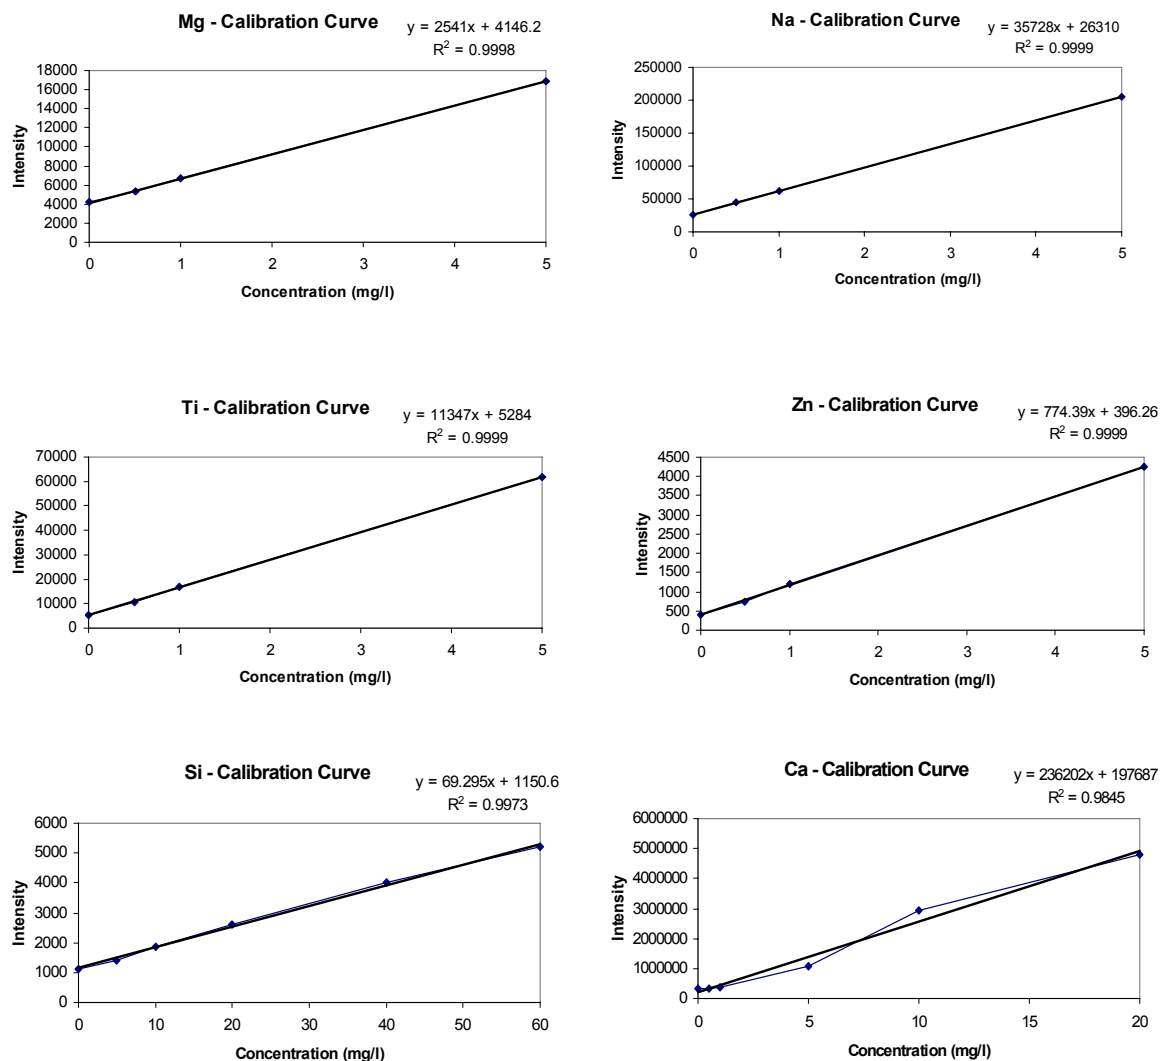 Mg - Calibration Curve
y = 2541x + 4146.2
R² = 0.9998
18000
16000
14000
12000
10000
8000
6000
4000
2000
0
Intensity
0 1 2 3 4 5
Concentration (mg/l)
Na - Calibration Curve
y = 35728x + 26310
R² = 0.9999
250000
200000
150000
100000
50000
0
Intensity
0 1 2 3 4 5
Concentration (mg/l)
Ti - Calibration Curve
y = 11347x + 5284
R² = 0.9999
70000
60000
50000
40000
30000
20000
10000
0
Intensity
0 1 2 3 4 5
Concentration (mg/l)
Zn - Calibration Curve
y = 774.39x + 396.26
R² = 0.9999
4500
4000
3500
3000
2500
2000
1500
1000
500
0
Intensity
0 1 2 3 4 5
Concentration (mg/l)
Si - Calibration Curve
y = 69.295x + 1150.6
R² = 0.9973
6000
5000
4000
3000
2000
1000
0
Intensity
0 10 20 30 40 50 60
Concentration (mg/l)
Ca - Calibration Curve
y = 236202x + 197687
R² = 0.9845
6000000
5000000
4000000
3000000
2000000
1000000
0
Intensity
0 5 10 15 20
Concentration (mg/l)